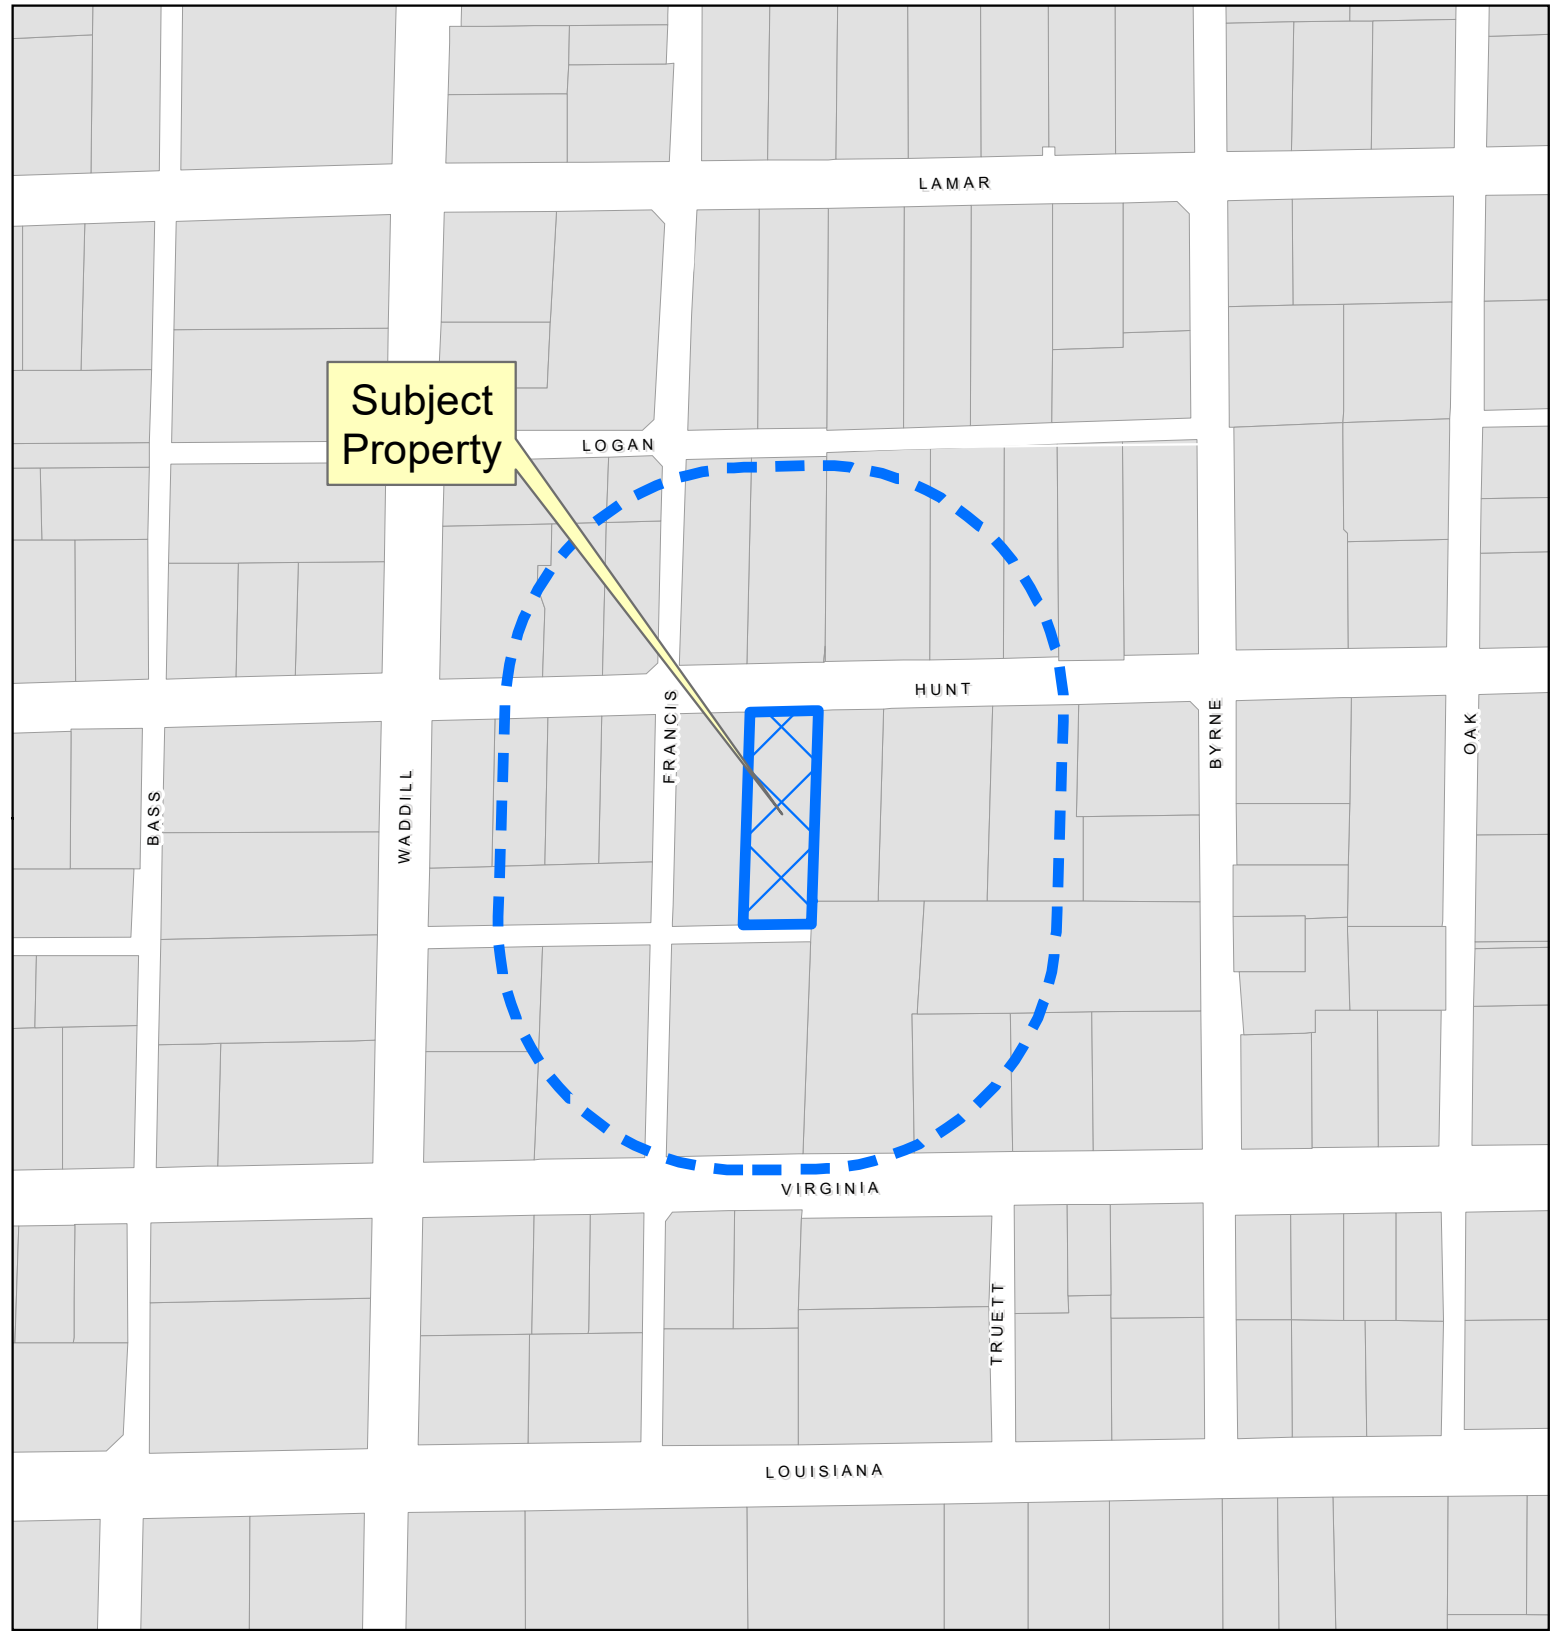 LAMAR
Subject
Property
LOGAN
HUNT
FRANCIS
BYRNE
OAK
WADDILL
BASS
VIRGINIA
TRUETT
LOUISIANA